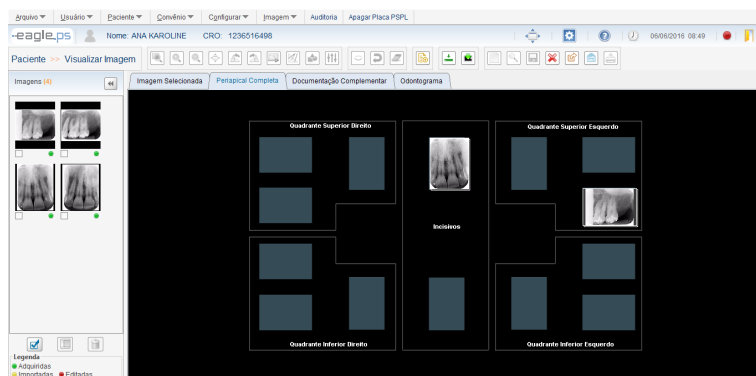 Arquivo Usuário Paciente Convênio Configurar Imagem Auditoria Apagar Placa PSPL
eagle.ps Nome: ANA KAROLINE CRO: 1236516498 06/06/2016 08:49
Paciente >> Visualizar Imagem
Imagens (4)
Imagem Selecionada Periapical Completa Documentação Complementar Odontograma
Quadrante Superior Direito Quadrante Superior Esquerdo
Incisivos
Quadrante Inferior Direito Quadrante Inferior Esquerdo
Legenda
Adquiridas
Importadas Editadas